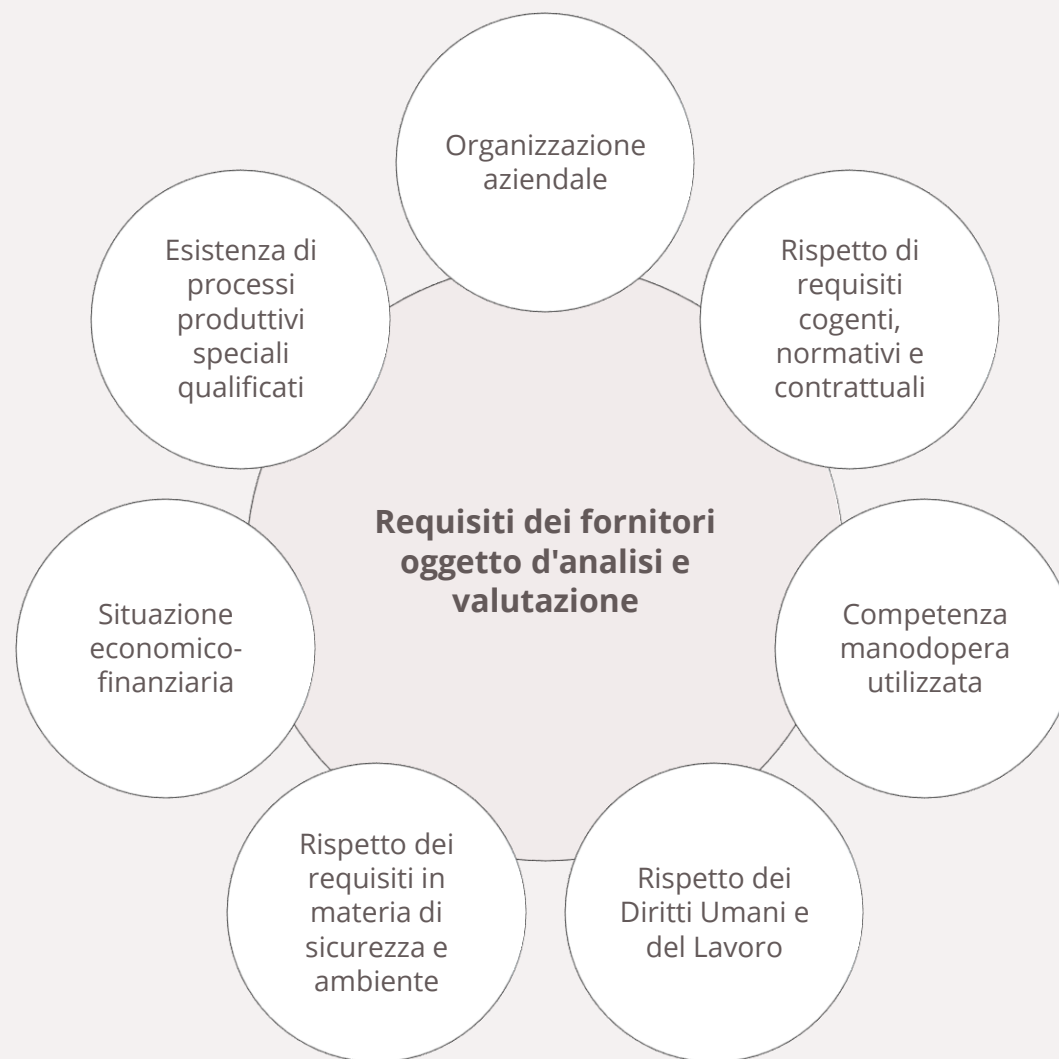 Organizzazione
aziendale
Rispetto di
requisiti
cogenti,
normativi e
contrattuali
Competenza
manodopera
utilizzata
Rispetto dei
Diritti Umani e
del Lavoro
Rispetto dei
requisiti in
materia di
sicurezza e
ambiente
Situazione
economico-
finanziaria
Esistenza di
processi
produttivi
speciali
qualificati
Requisiti dei fornitori
oggetto d'analisi e
valutazione